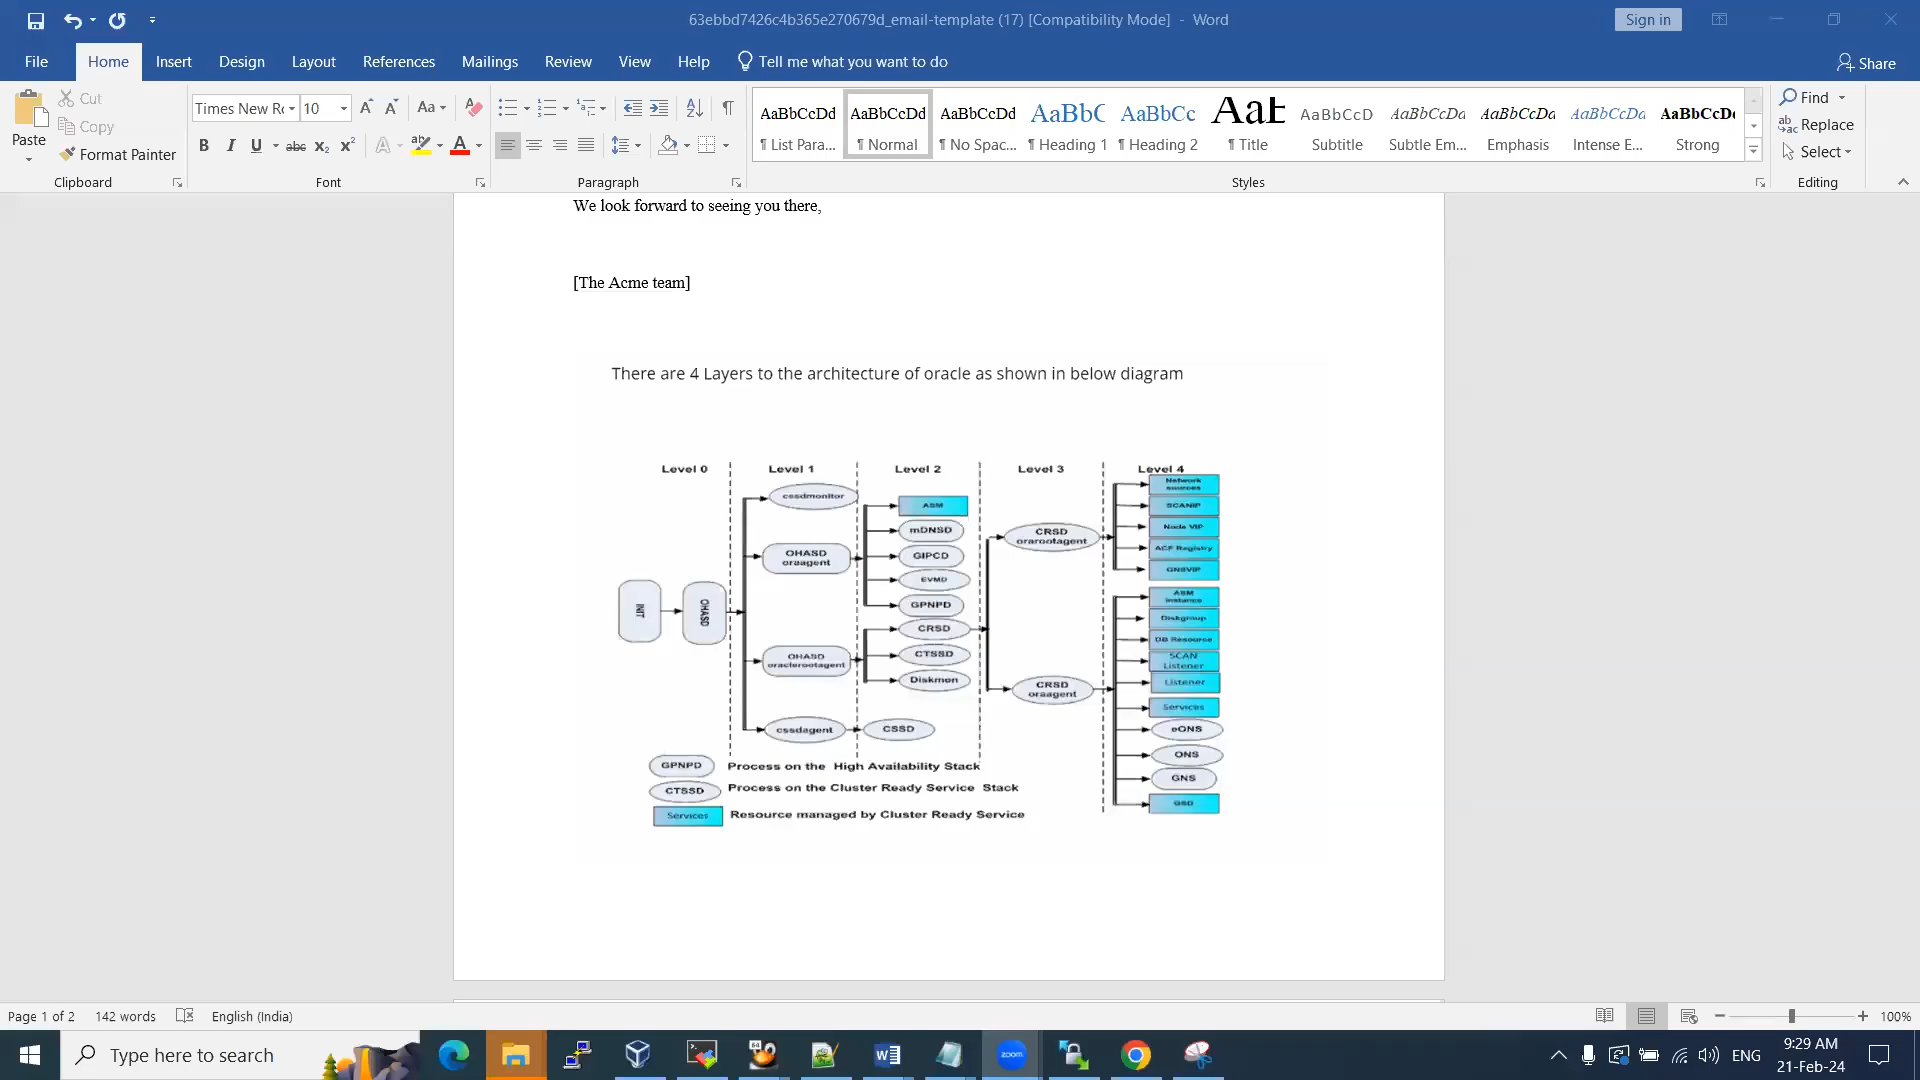 63ebbd7426c4b365e270679d_email-template (17) [Compatibility Mode] - Word
Sign in
File Home Insert Design Layout References Mailings Review View Help Tell me what you want to do
Share
Paste
Cut
Copy
Format Painter
Clipboard
Times New Rc 10
Font
Paragraph
AaBbCcDd AaBbCcDd AaBbCcDd AaBbC AaBbCc AaB AaBbCcD AaBbCcDa AaBbCcDa AaBbCcDa AaBbCcDc
¶ List Para... ¶ Normal ¶ No Spac... ¶ Heading 1 ¶ Heading 2 ¶ Title Subtitle Subtle Em... Emphasis Intense E... Strong
Styles
Find
Replace
Select
Editing
We look forward to seeing you there,
[The Acme team]
There are 4 Layers to the architecture of oracle as shown in below diagram
Level 0 Level 1 Level 2 Level 3 Level 4
INIT
OHASD
cssdmonitor
OHASD
oraagent
OHASD
oraclerootagent
cssdagent
ASM
mDNSD
GIPCD
EVMD
GPNPD
CRSD
CTSSD
Diskmon
CSSD
CRSD
orarootagent
CRSD
oraagent
Network
sources
SCANIP
Node VIP
ACF Registry
GNSVIP
ASM
Instance
Diskgroup
DB Resource
SCAN
Listener
Listener
Services
eONS
ONS
GNS
GSD
GPNPD Process on the High Availability Stack
CTSSD Process on the Cluster Ready Service Stack
Services Resource managed by Cluster Ready Service
Page 1 of 2 142 words English (India)
100%
Type here to search
zoom
ENG
9:29 AM
21-Feb-24